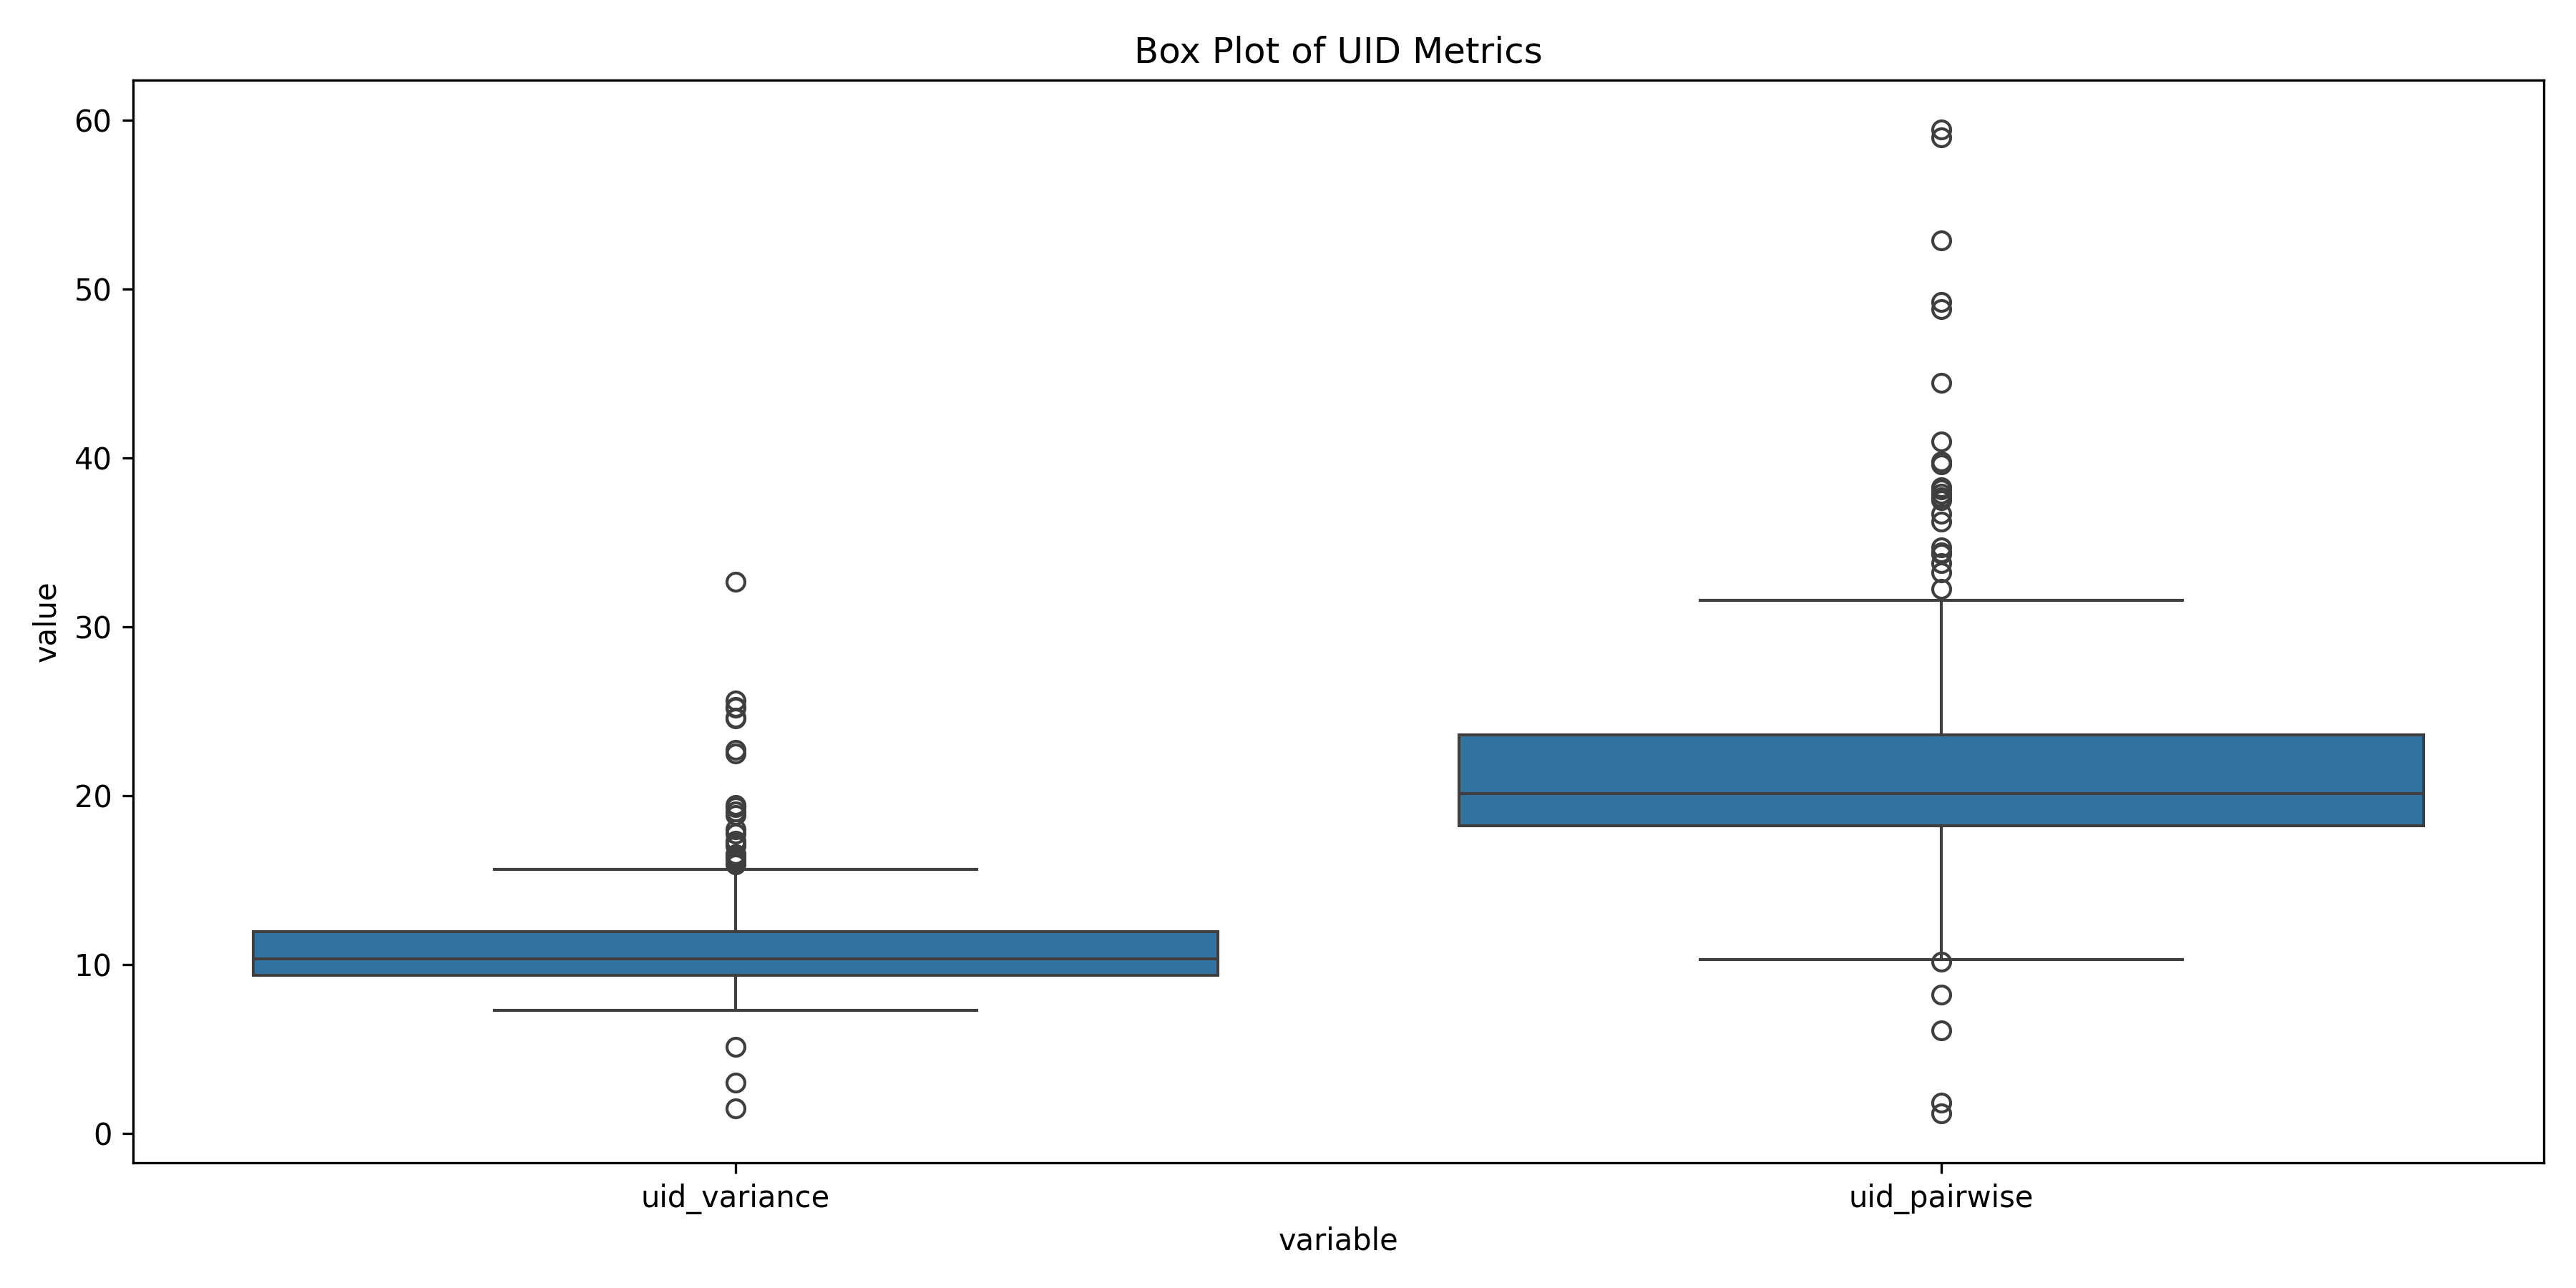 Box Plot of UID Metrics
60
50
40
30
20
10
0
value
uid_variance
uid_pairwise
variable